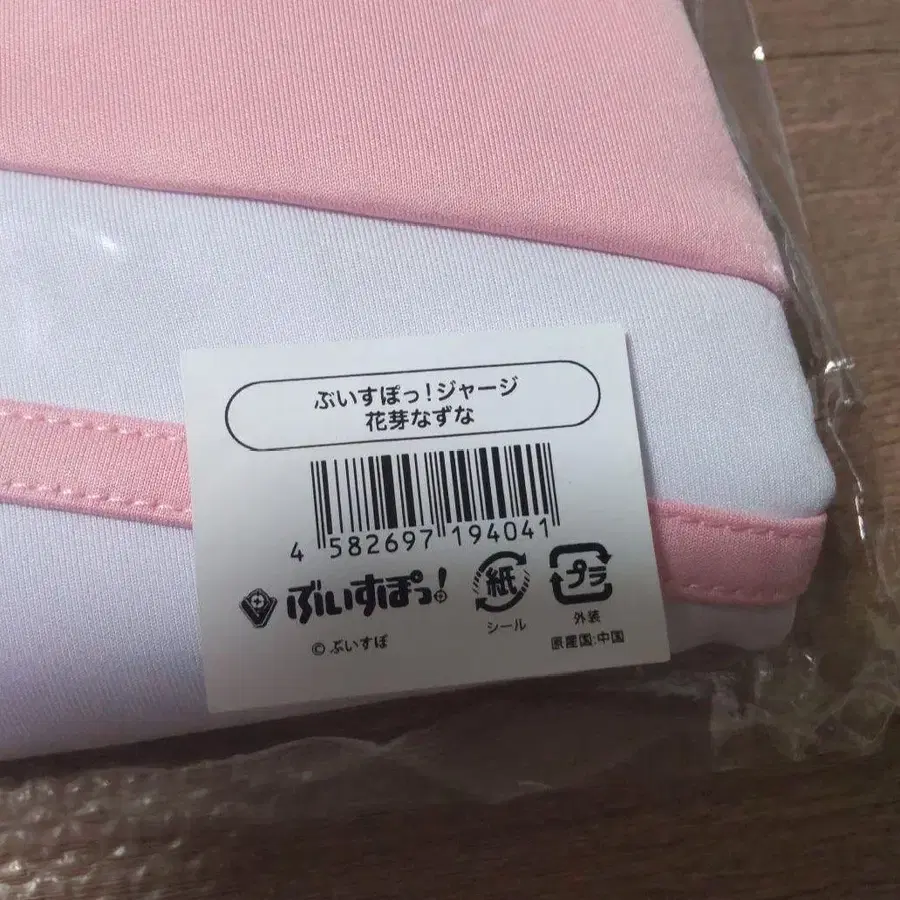 ぶいすぽっ!ジャージ
花芽なずな
4 582697 194041
ぶいすぽっ!
© ぶいすぽ
紙
シール
プラ
外装
原産国:中国